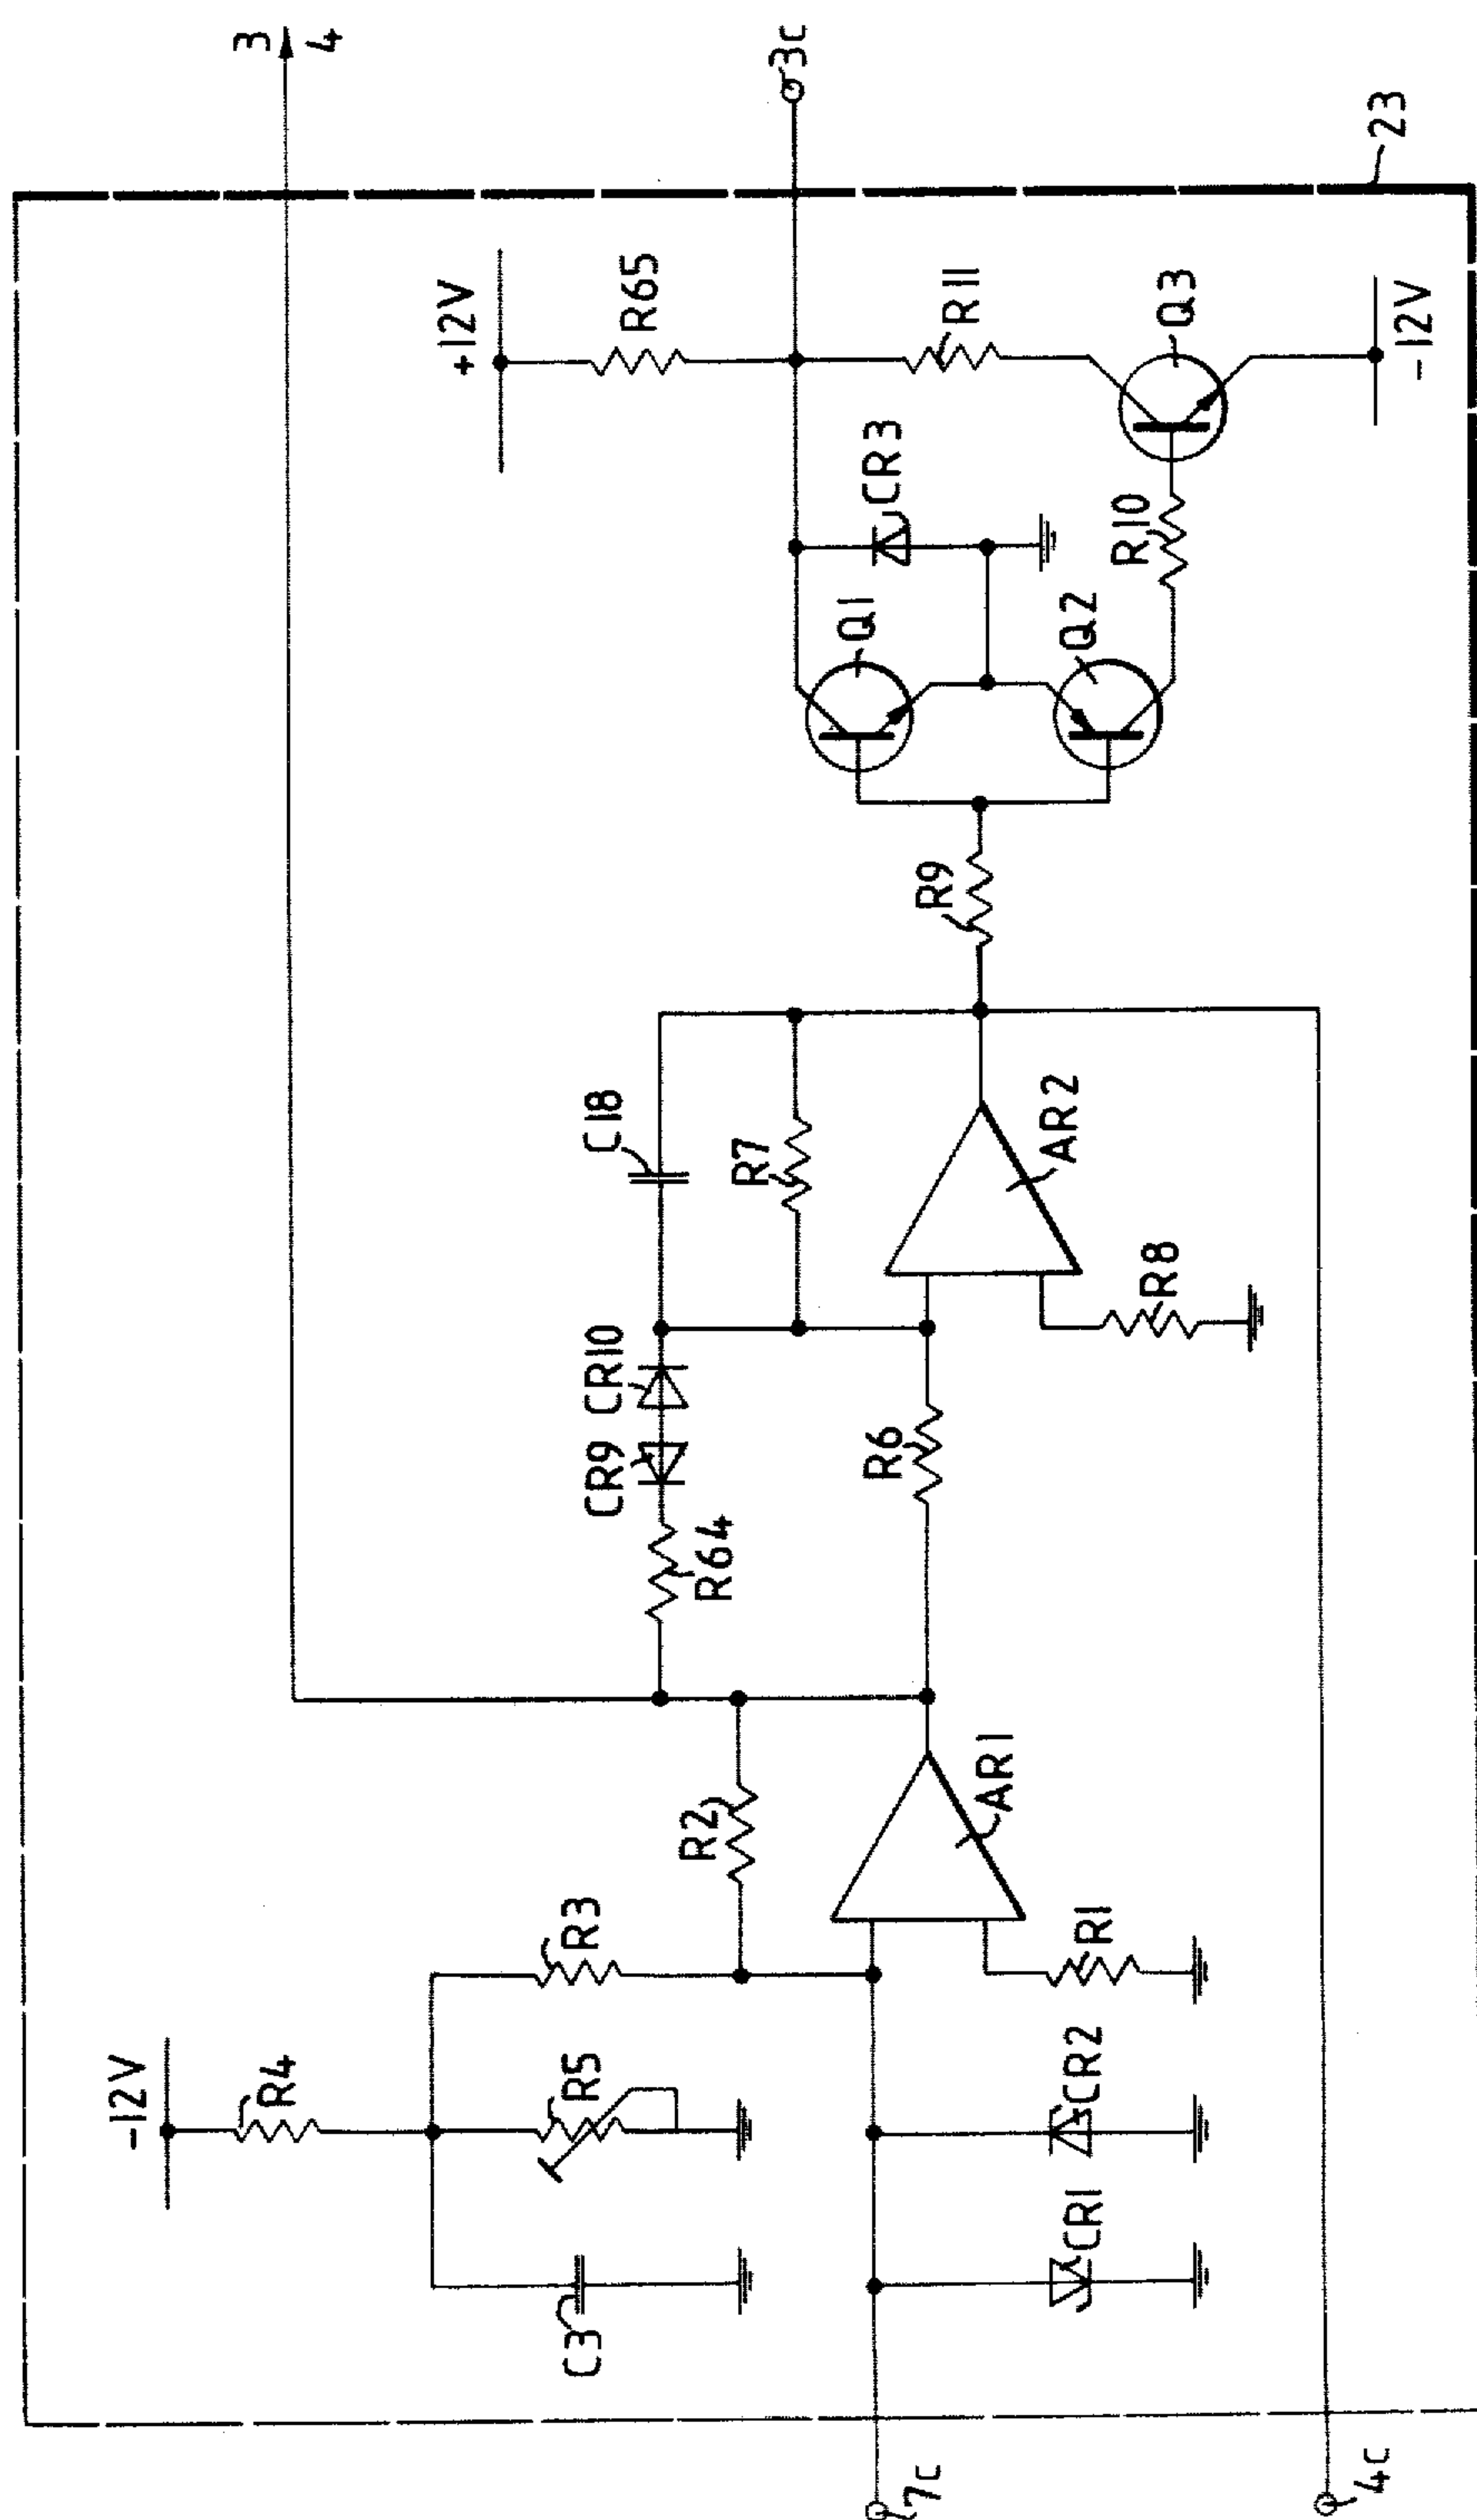 3
4
3C
23
+12V
R65
R11
Q3
-12V
CR3
R10
Q1
Q2
R9
C18
R7
AR2
R8
CR10
CR9
R6
R64
R2
AR1
R3
R1
-12V
R4
R5
CR2
C3
CR1
7C
4C